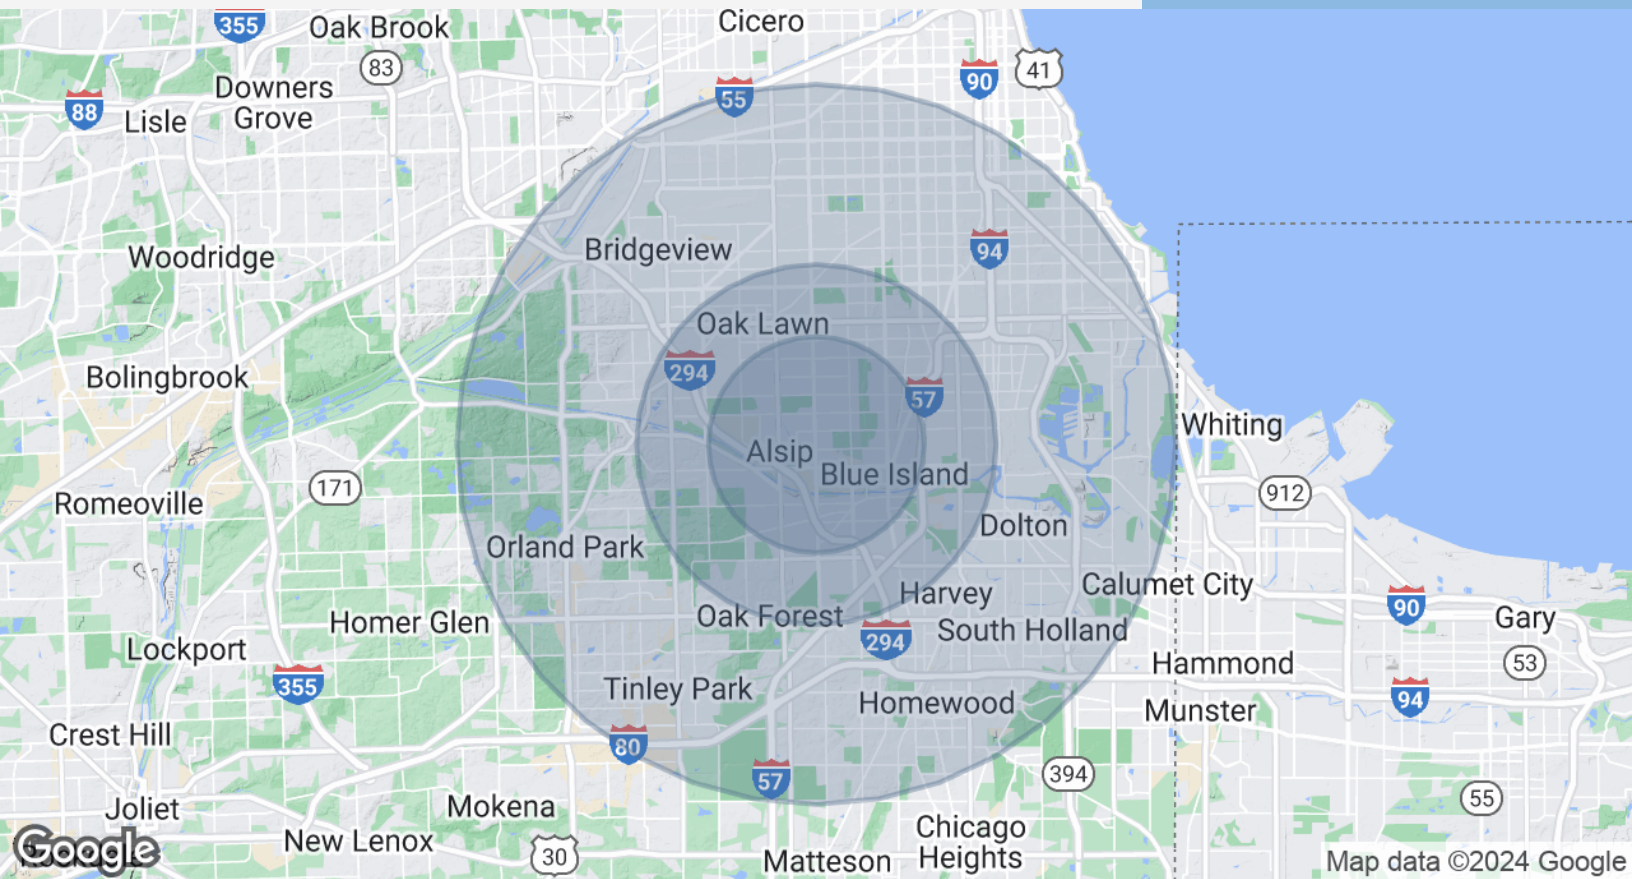 355
Oak Brook
Cicero
83
55
90
41
88
Downers
Grove
Lisle
Woodridge
Bridgeview
94
Oak Lawn
294
57
Bolingbrook
Alsip
Blue Island
Whiting
171
912
Romeoville
Dolton
Orland Park
Harvey
Calumet City
90
Gary
Homer Glen
Oak Forest
294
South Holland
Lockport
Hammond
53
355
Tinley Park
Homewood
Munster
94
Crest Hill
80
57
394
55
Joliet
Mokena
New Lenox
30
Chicago
Heights
Matteson
Google
Map data ©2024 Google